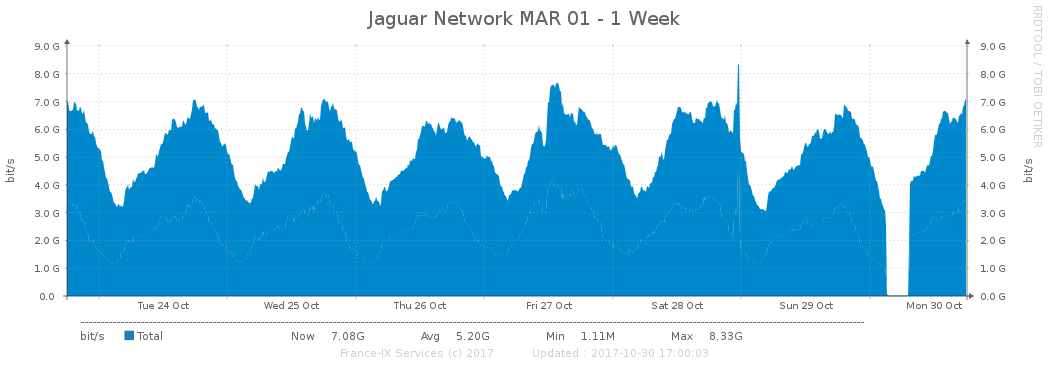 Jaguar Network MAR 01 - 1 Week
RRDTOOL / TOBI OETIKER
bit/s
9.0 G 9.0 G
8.0 G 8.0 G
7.0 G 7.0 G
6.0 G 6.0 G
5.0 G 5.0 G
4.0 G 4.0 G
3.0 G 3.0 G
2.0 G 2.0 G
1.0 G 1.0 G
0.0 0.0 G
bit/s
Tue 24 Oct Wed 25 Oct Thu 26 Oct Fri 27 Oct Sat 28 Oct Sun 29 Oct Mon 30 Oct
bit/s Total Now 7.08G Avg 5.20G Min 1.11M Max 8.33G
France-IX Services (c) 2017 Updated : 2017-10-30 17:00:03